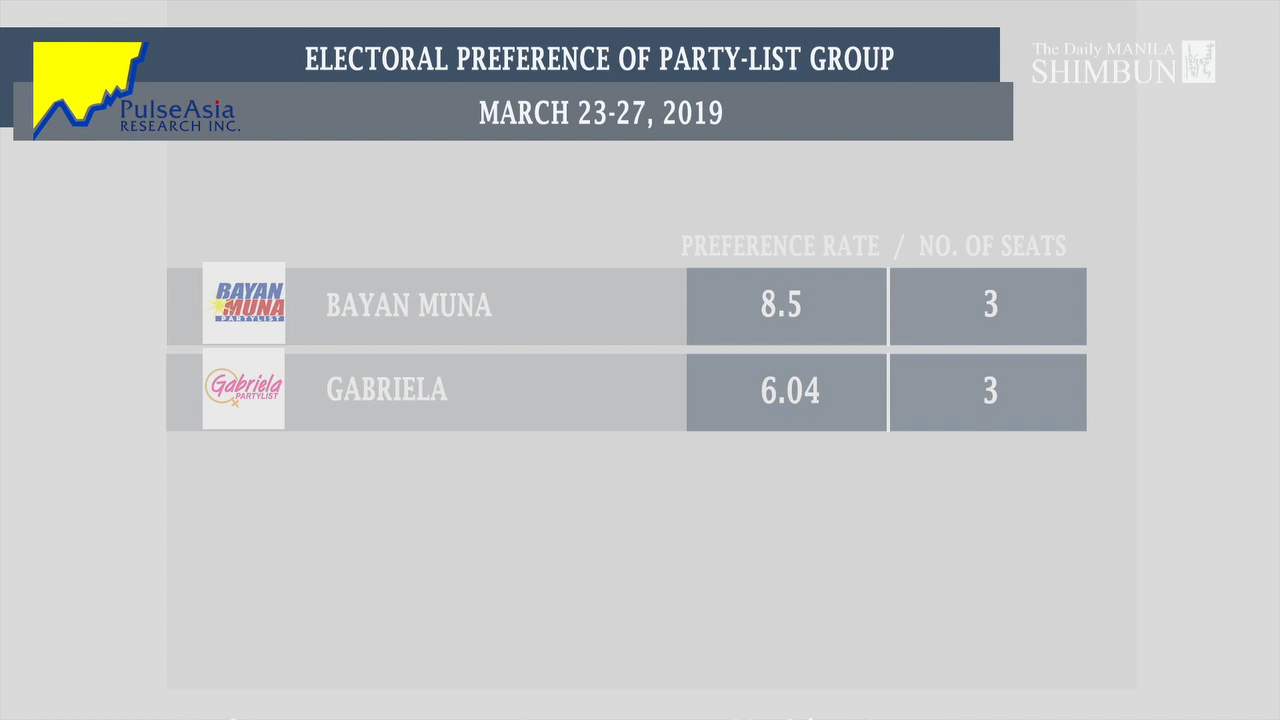 ELECTORAL PREFERENCE OF PARTY-LIST GROUP
The Daily MANILA
SHIMBUN
PulseAsia
RESEARCH INC.
MARCH 23-27, 2019
PREFERENCE RATE / NO. OF SEATS
BAYAN
MUNA
PARTYLIST
BAYAN MUNA 8.5 3
Gabriela
PARTYLIST
GABRIELA 6.04 3